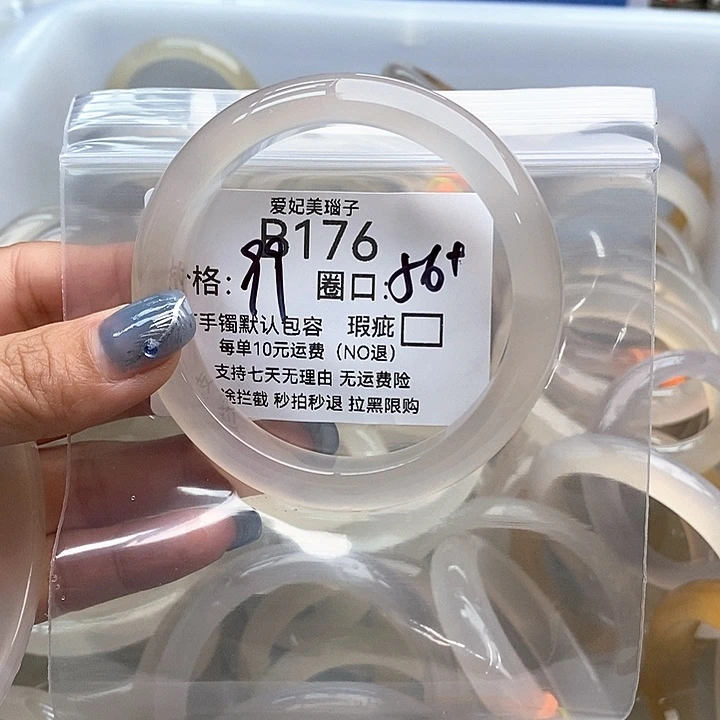 爱妃美瑙子
B176
格：99 圈口：56+
手镯默认包容 瑕疵
每单10元运费（NO退）
支持七天无理由 无运费险
途拦截 秒拍秒退 拉黑限购